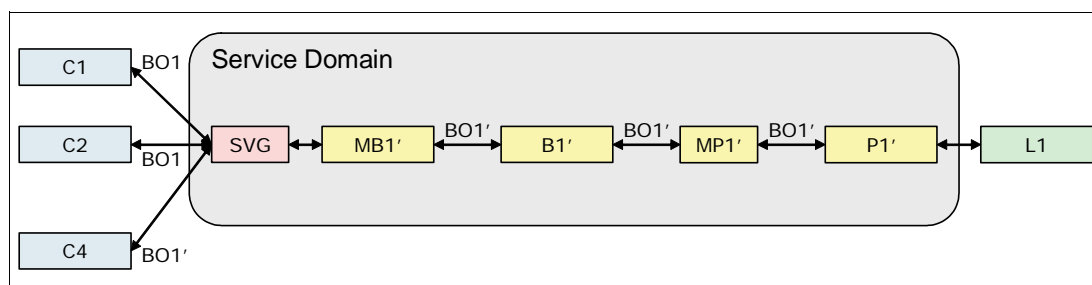 Service Domain
C1
BO1
C2
BO1
C4
BO1’
SVG
MB1’
BO1’
B1’
BO1’
MP1’
BO1’
P1’
L1